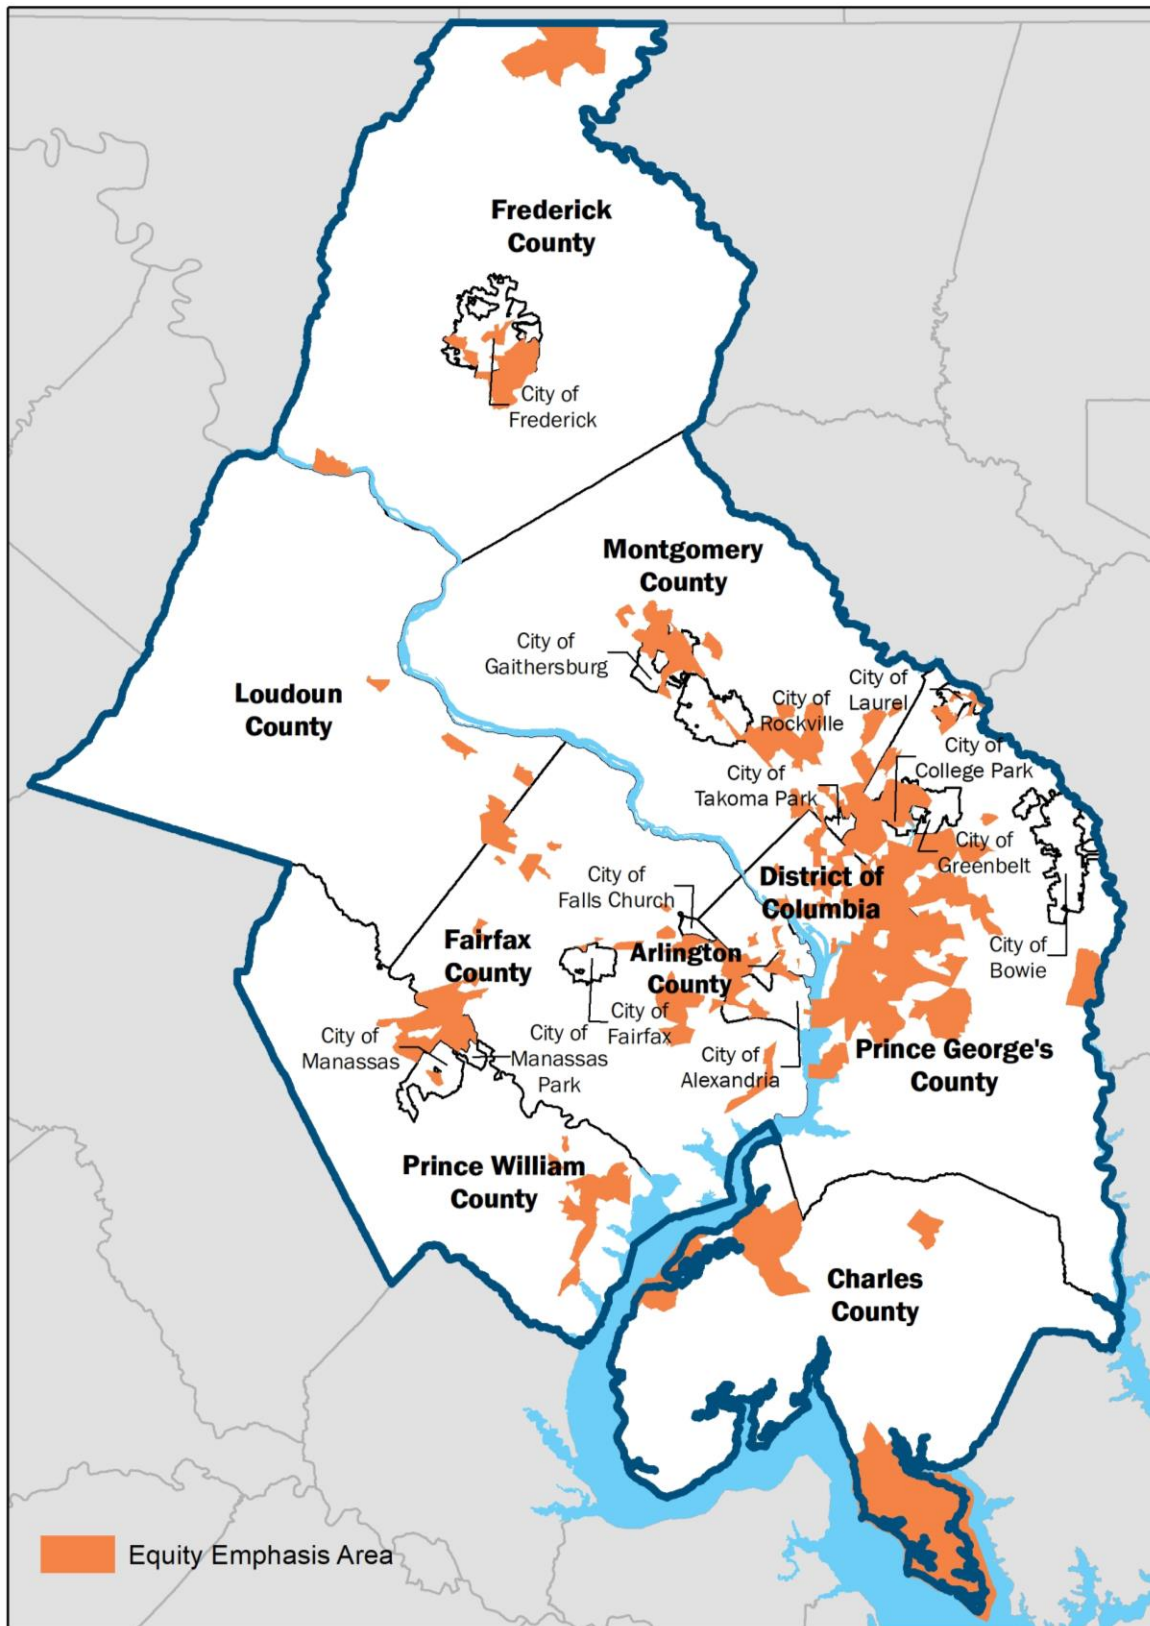 Frederick
County
City of
Frederick
Montgomery
County
City of
Gaithersburg
City of
Rockville
City of
Laurel
Loudoun
County
City of
College Park
City of
Takoma Park
City of
Greenbelt
City of
Falls Church
District of
Columbia
Fairfax
County
Arlington
County
City of
Bowie
City of
Fairfax
City of
Manassas
City of
Manassas
Park
City of
Alexandria
Prince George's
County
Prince William
County
Charles
County
Equity Emphasis Area